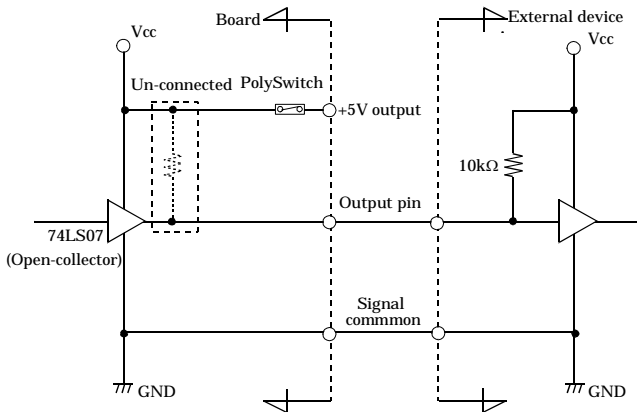 Board
External device
Vcc
Vcc
Un-connected
PolySwitch
+5V output
10kΩ
Output pin
74LS07
(Open-collector)
Signal
commmon
GND
GND